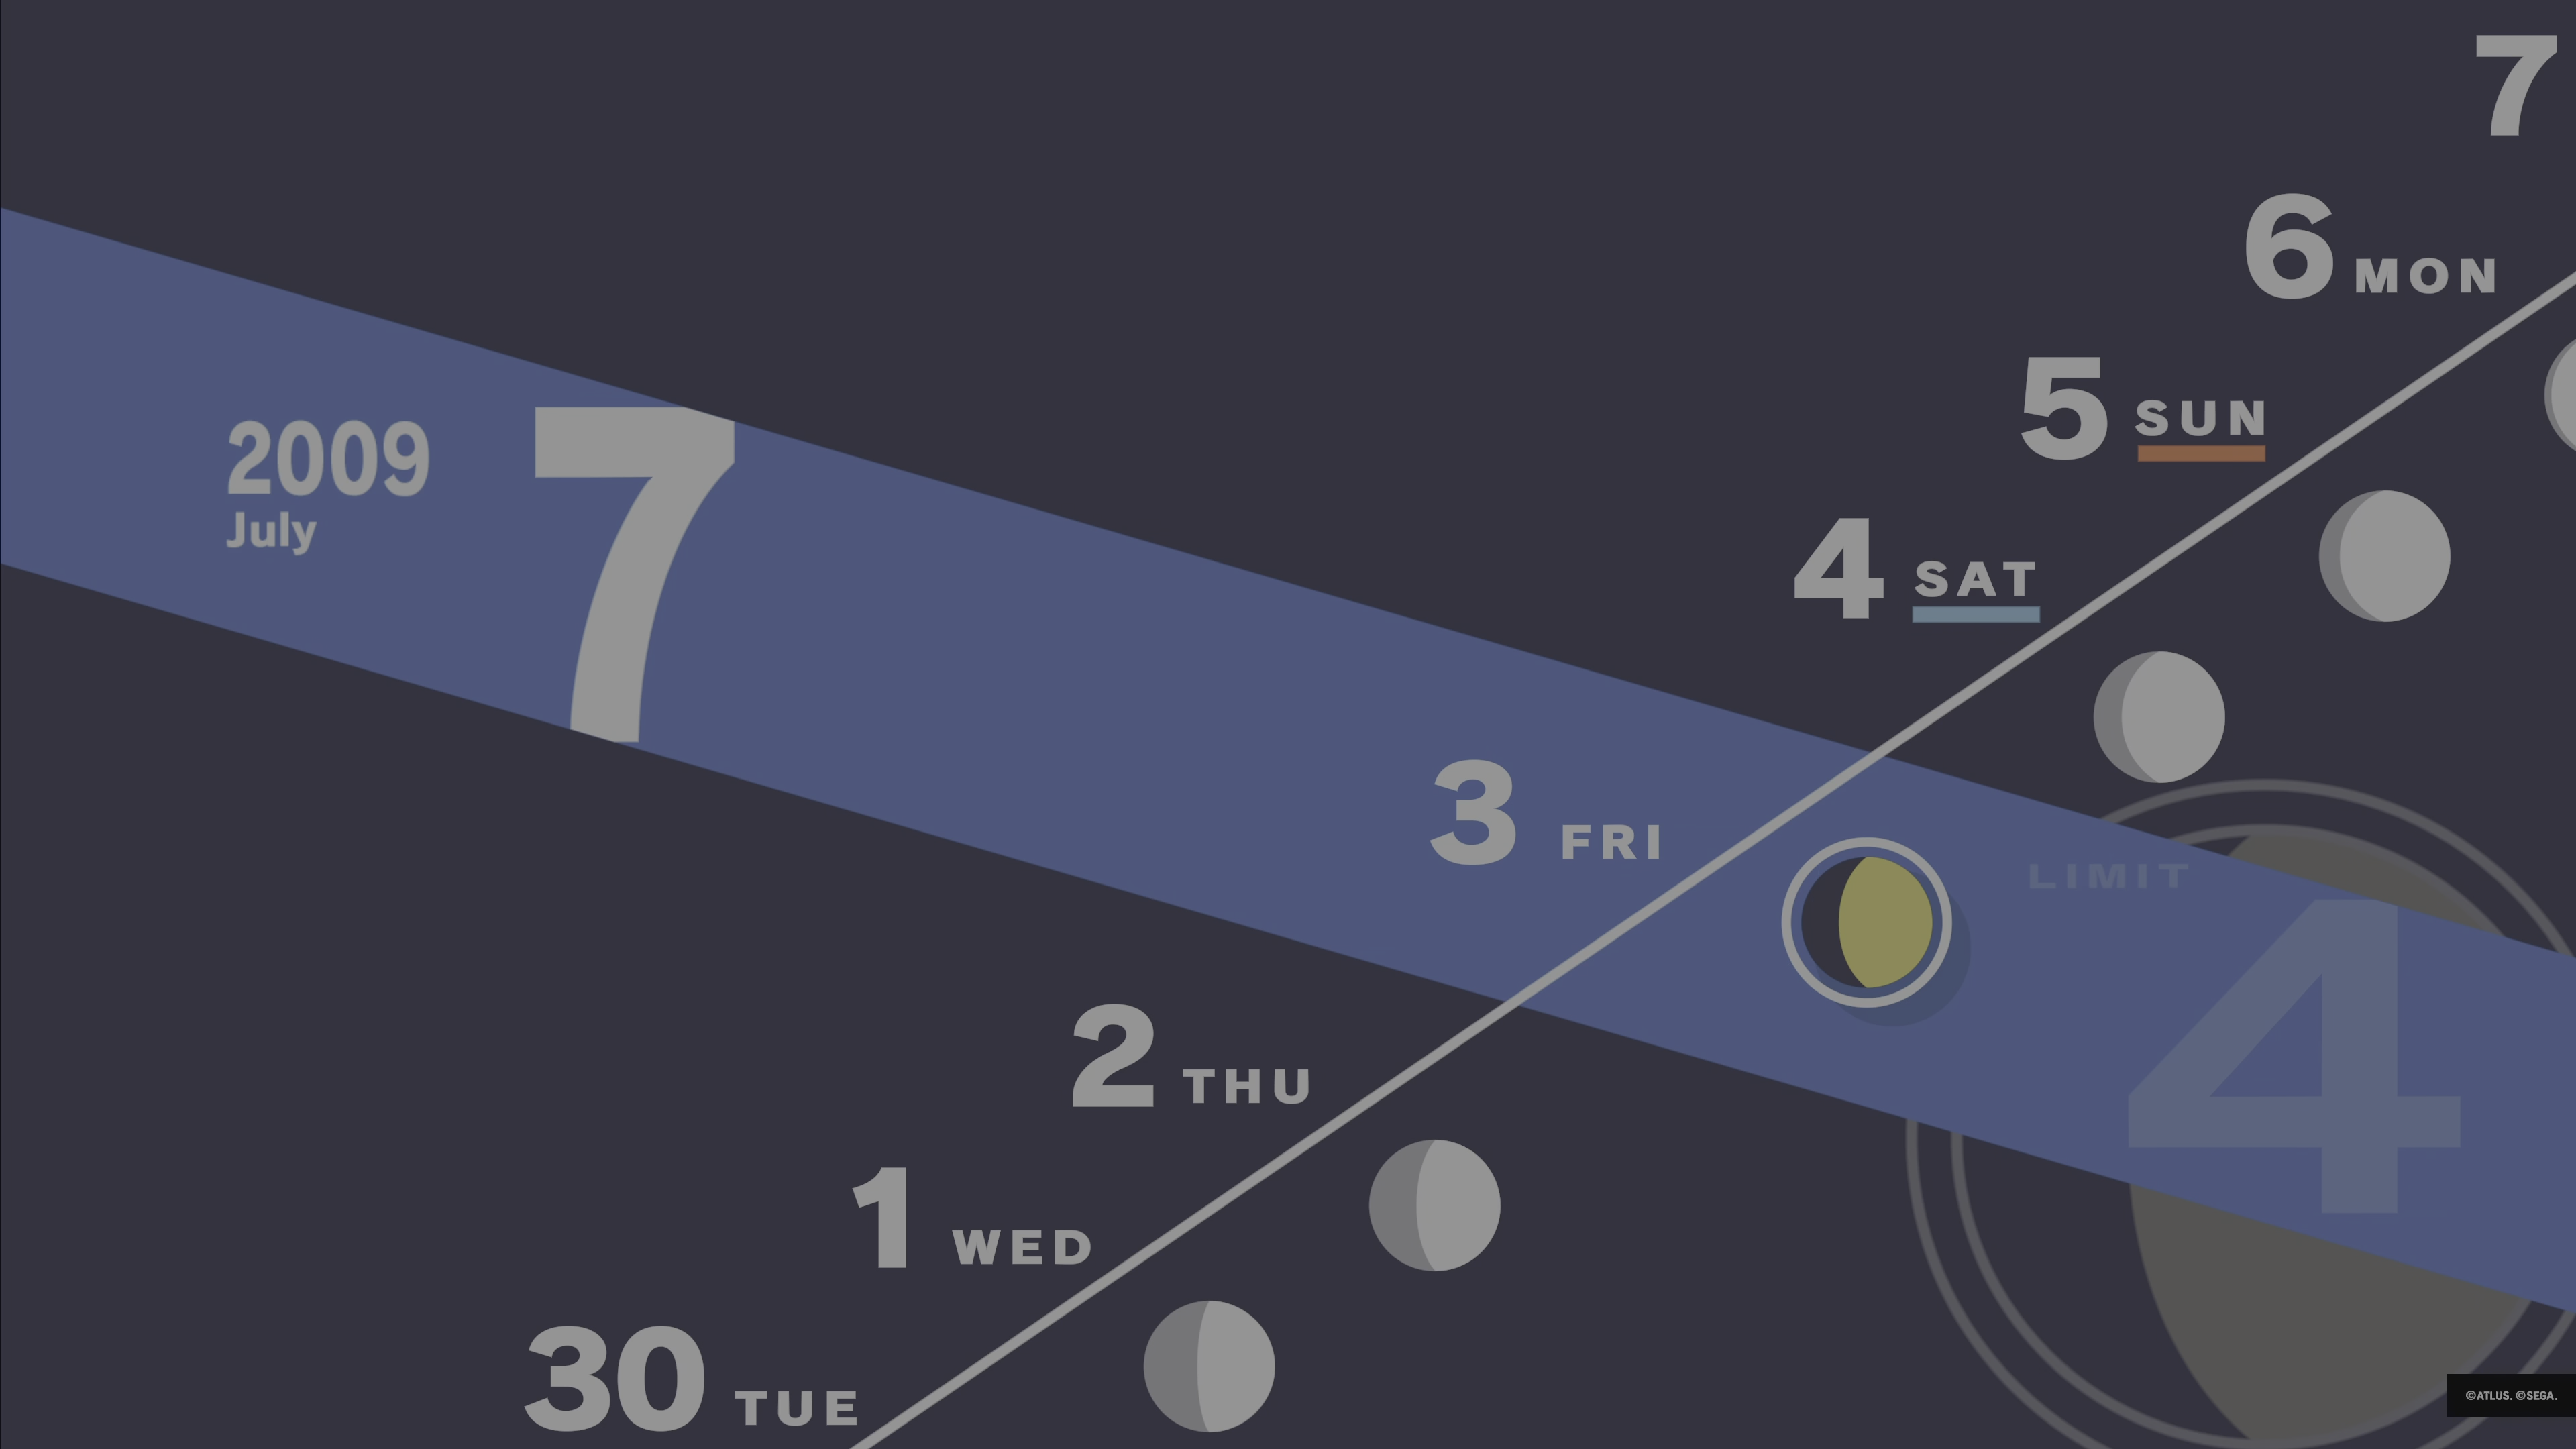 7
6 MON
5 SUN
4 SAT
2009
July
7
3 FRI
LIMIT
4
2 THU
1 WED
30 TUE
©ATLUS. ©SEGA.